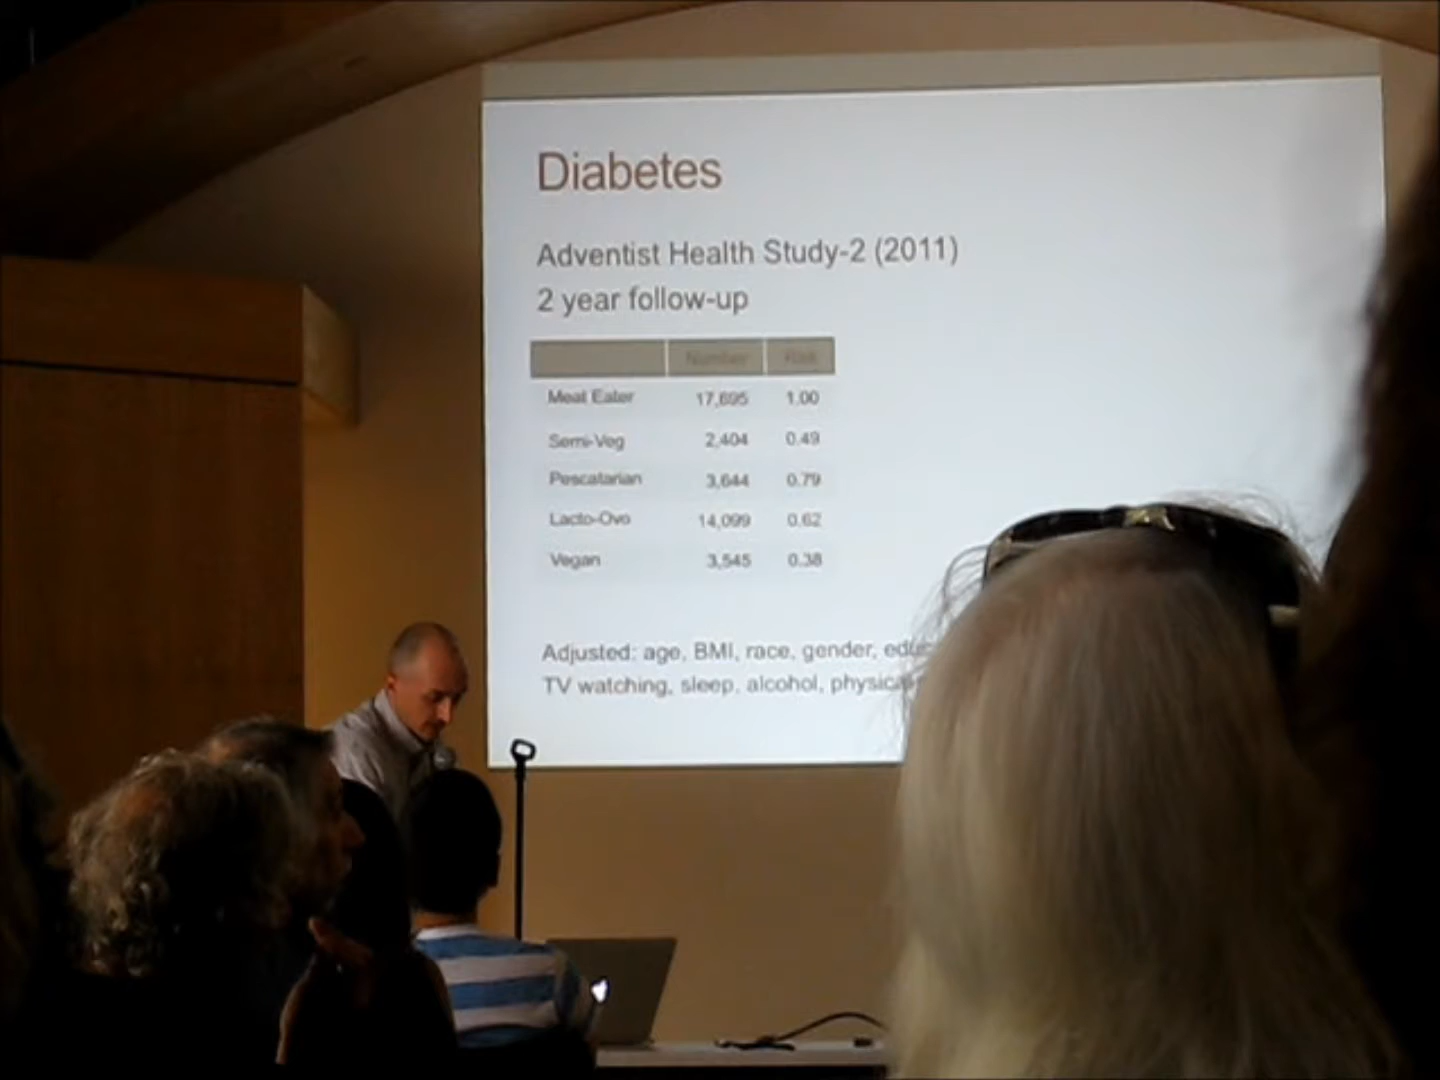 Diabetes
Adventist Health Study-2 (2011)
2 year follow-up
Number Risk
Meat Eater 17,695 1.00
Semi-Veg 2,404 0.49
Pescatarian 3,644 0.79
Lacto-Ovo 14,099 0.62
Vegan 3,545 0.38
Adjusted: age, BMI, race, gender,
TV watching, sleep, alcohol,